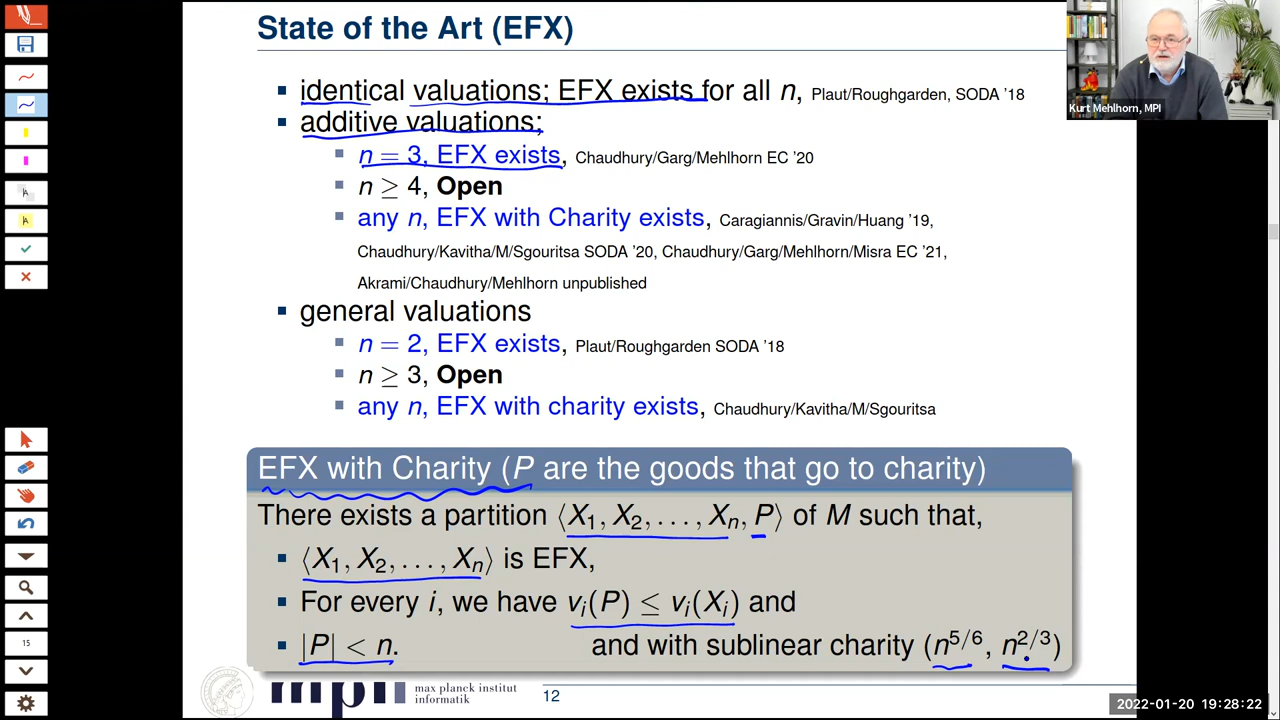 State of the Art (EFX)
Kurt Mehlhorn, MPI
▪ identical valuations; EFX exists for all n, Plaut/Roughgarden, SODA '18
▪ additive valuations;
▪ n = 3, EFX exists, Chaudhury/Garg/Mehlhorn EC '20
▪ n ≥ 4, Open
▪ any n, EFX with Charity exists, Caragiannis/Gravin/Huang '19,
Chaudhury/Kavitha/M/Sgouritsa SODA '20, Chaudhury/Garg/Mehlhorn/Misra EC '21,
Akrami/Chaudhury/Mehlhorn unpublished
▪ general valuations
▪ n = 2, EFX exists, Plaut/Roughgarden SODA '18
▪ n ≥ 3, Open
▪ any n, EFX with charity exists, Chaudhury/Kavitha/M/Sgouritsa
EFX with Charity (P are the goods that go to charity)
There exists a partition ⟨X₁, X₂, . . . , Xₙ, P⟩ of M such that,
▪ ⟨X₁, X₂, . . . , Xₙ⟩ is EFX,
▪ For every i, we have vᵢ(P) ≤ vᵢ(Xᵢ) and
▪ |P| < n. and with sublinear charity (n^{5/6}, n^{2/3})
max planck institut
informatik
12
15
2022-01-20 19:28:22